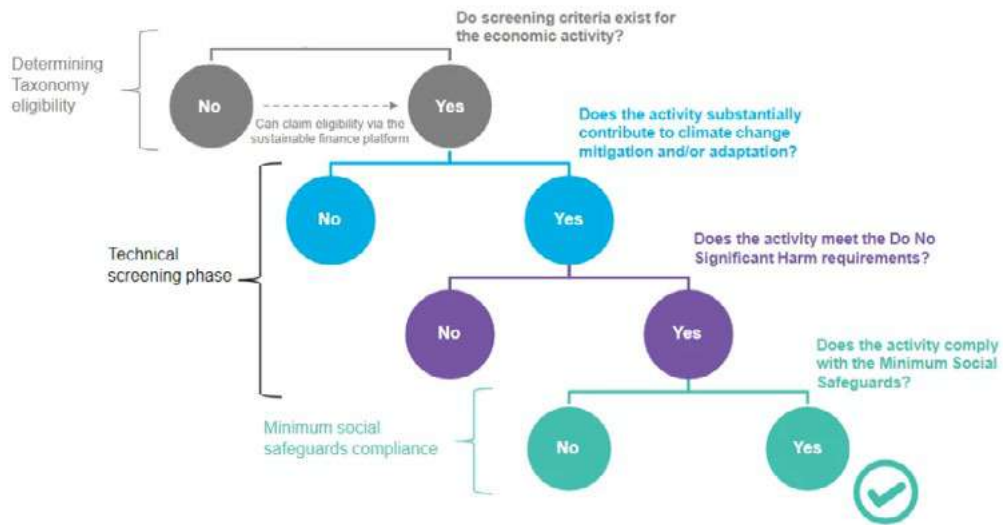 Do screening criteria exist for
the economic activity?
Determining
Taxonomy
eligibility
No
Yes
Can claim eligibility via the
sustainable finance platform
Does the activity substantially
contribute to climate change
mitigation and/or adaptation?
No
Yes
Technical
screening phase
Does the activity meet the Do No
Significant Harm requirements?
No
Yes
Does the activity comply
with the Minimum Social
Safeguards?
Minimum social
safeguards compliance
No
Yes